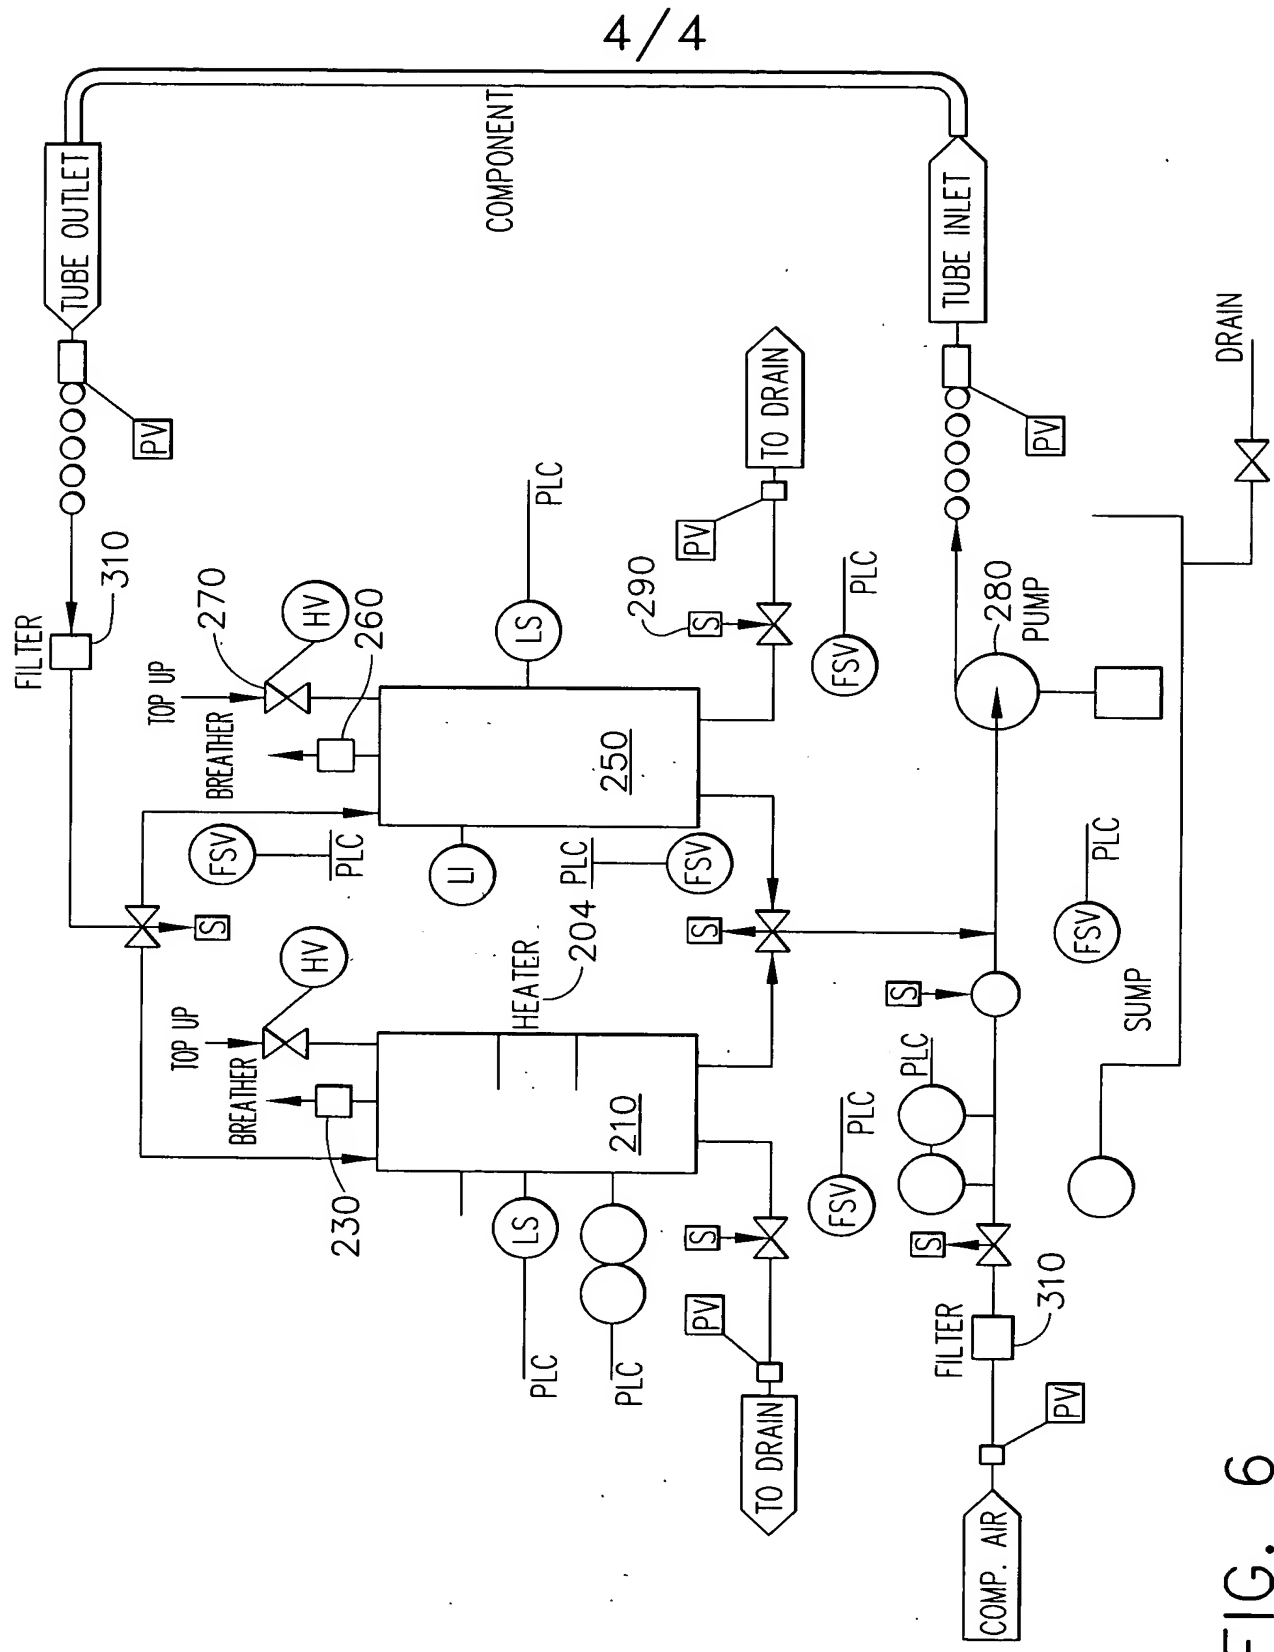 4/4
TUBE OUTLET
PV
310
FILTER
COMPONENT
TUBE INLET
PV
DRAIN
TO DRAIN
PV
PLC
LS
290
S
FSV
PLC
280
PUMP
270
HV
260
TOP UP
BREATHER
250
FSV
PLC
LI
PLC
FSV
S
HV
HEATER
204
S
TOP UP
BREATHER
230
210
LS
PLC
PLC
S
PV
TO DRAIN
FSV
PLC
S
PLC
S
FSV
PLC
SUMP
FILTER
310
PV
COMP. AIR
FIG. 6